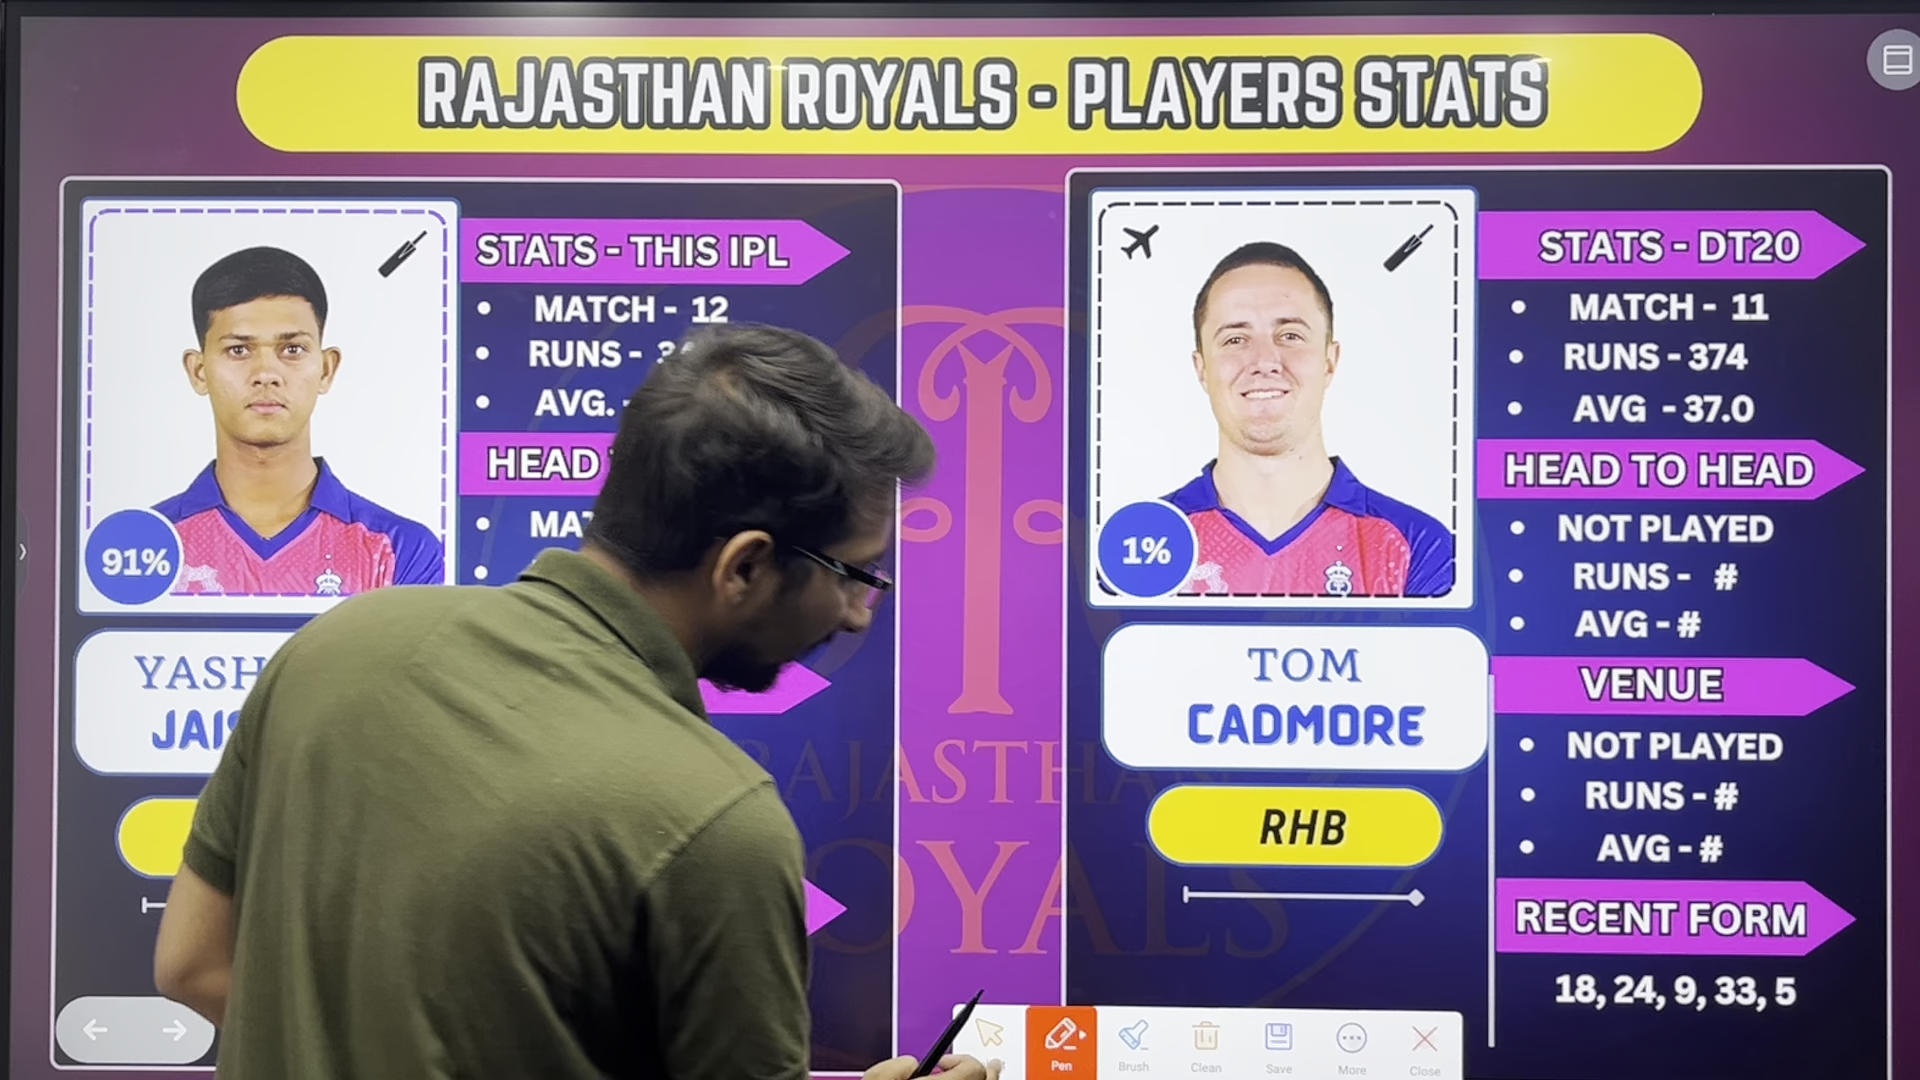 RAJASTHAN ROYALS - PLAYERS STATS
STATS - THIS IPL
• MATCH - 12
• RUNS -
• AVG.
HEAD
91%
STATS - DT20
• MATCH - 11
• RUNS - 374
• AVG - 37.0
HEAD TO HEAD
• NOT PLAYED
• RUNS - #
• AVG - #
1%
TOM
CADMORE
RHB
VENUE
• NOT PLAYED
• RUNS - #
• AVG - #
RECENT FORM
18, 24, 9, 33, 5
RAJASTHAN
Pen
Brush
Clean
Save
More
Close